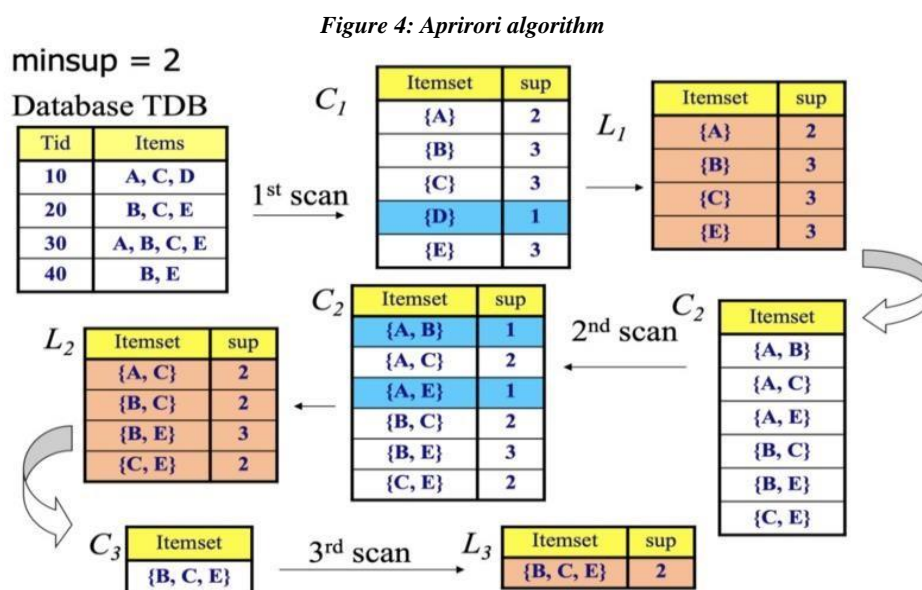 Figure 4: Aprirori algorithm
minsup = 2
Database TDB
Tid Items
10 A, C, D
20 B, C, E
30 A, B, C, E
40 B, E
1st scan
C1
Itemset sup
{A} 2
{B} 3
{C} 3
{D} 1
{E} 3
L1
Itemset sup
{A} 2
{B} 3
{C} 3
{E} 3
C2
Itemset
{A, B}
{A, C}
{A, E}
{B, C}
{B, E}
{C, E}
2nd scan
C2
Itemset sup
{A, B} 1
{A, C} 2
{A, E} 1
{B, C} 2
{B, E} 3
{C, E} 2
L2
Itemset sup
{A, C} 2
{B, C} 2
{B, E} 3
{C, E} 2
C3
Itemset
{B, C, E}
3rd scan
L3
Itemset sup
{B, C, E} 2